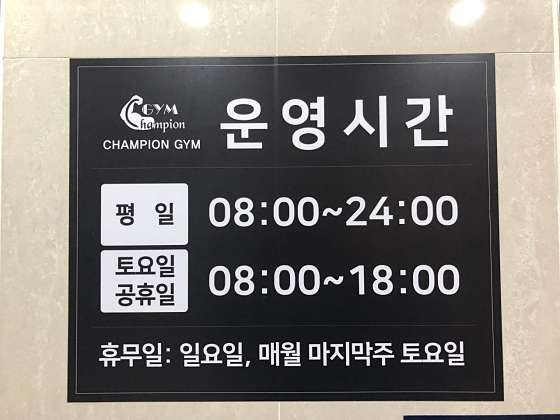 GYM
Champion
CHAMPION GYM
운영시간
평 일 08:00~24:00
토요일
공휴일
08:00~18:00
휴무일: 일요일, 매월 마지막주 토요일